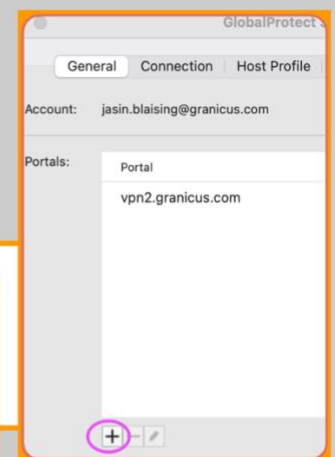 GlobalProtect
General Connection Host Profile
Account: jasin.blaising@granicus.com
Portals:
Portal
vpn2.granicus.com